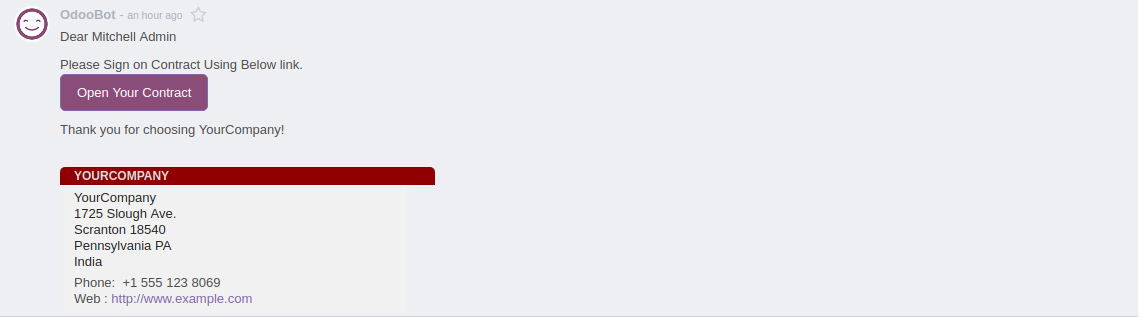 OdooBot - an hour ago
Dear Mitchell Admin
Please Sign on Contract Using Below link.
Open Your Contract
Thank you for choosing YourCompany!
YOURCOMPANY
YourCompany
1725 Slough Ave.
Scranton 18540
Pennsylvania PA
India
Phone: +1 555 123 8069
Web : http://www.example.com